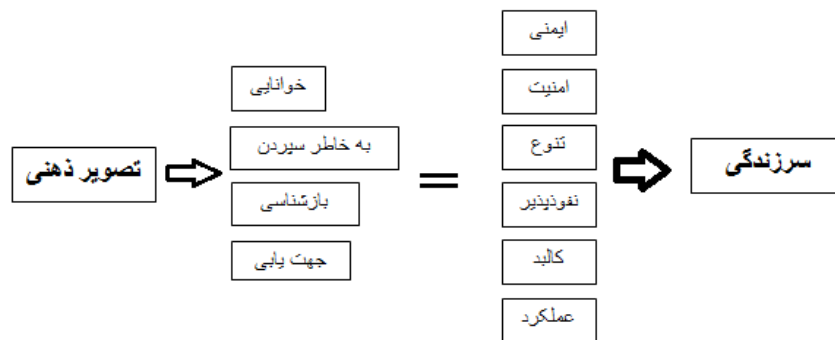 تصویر ذهنی
خوانایی
به خاطر سپردن
بازشناسی
جهت یابی
=
ایمنی
امنیت
تنوع
نفوذپذیر
کالبد
عملکرد
سرزندگی